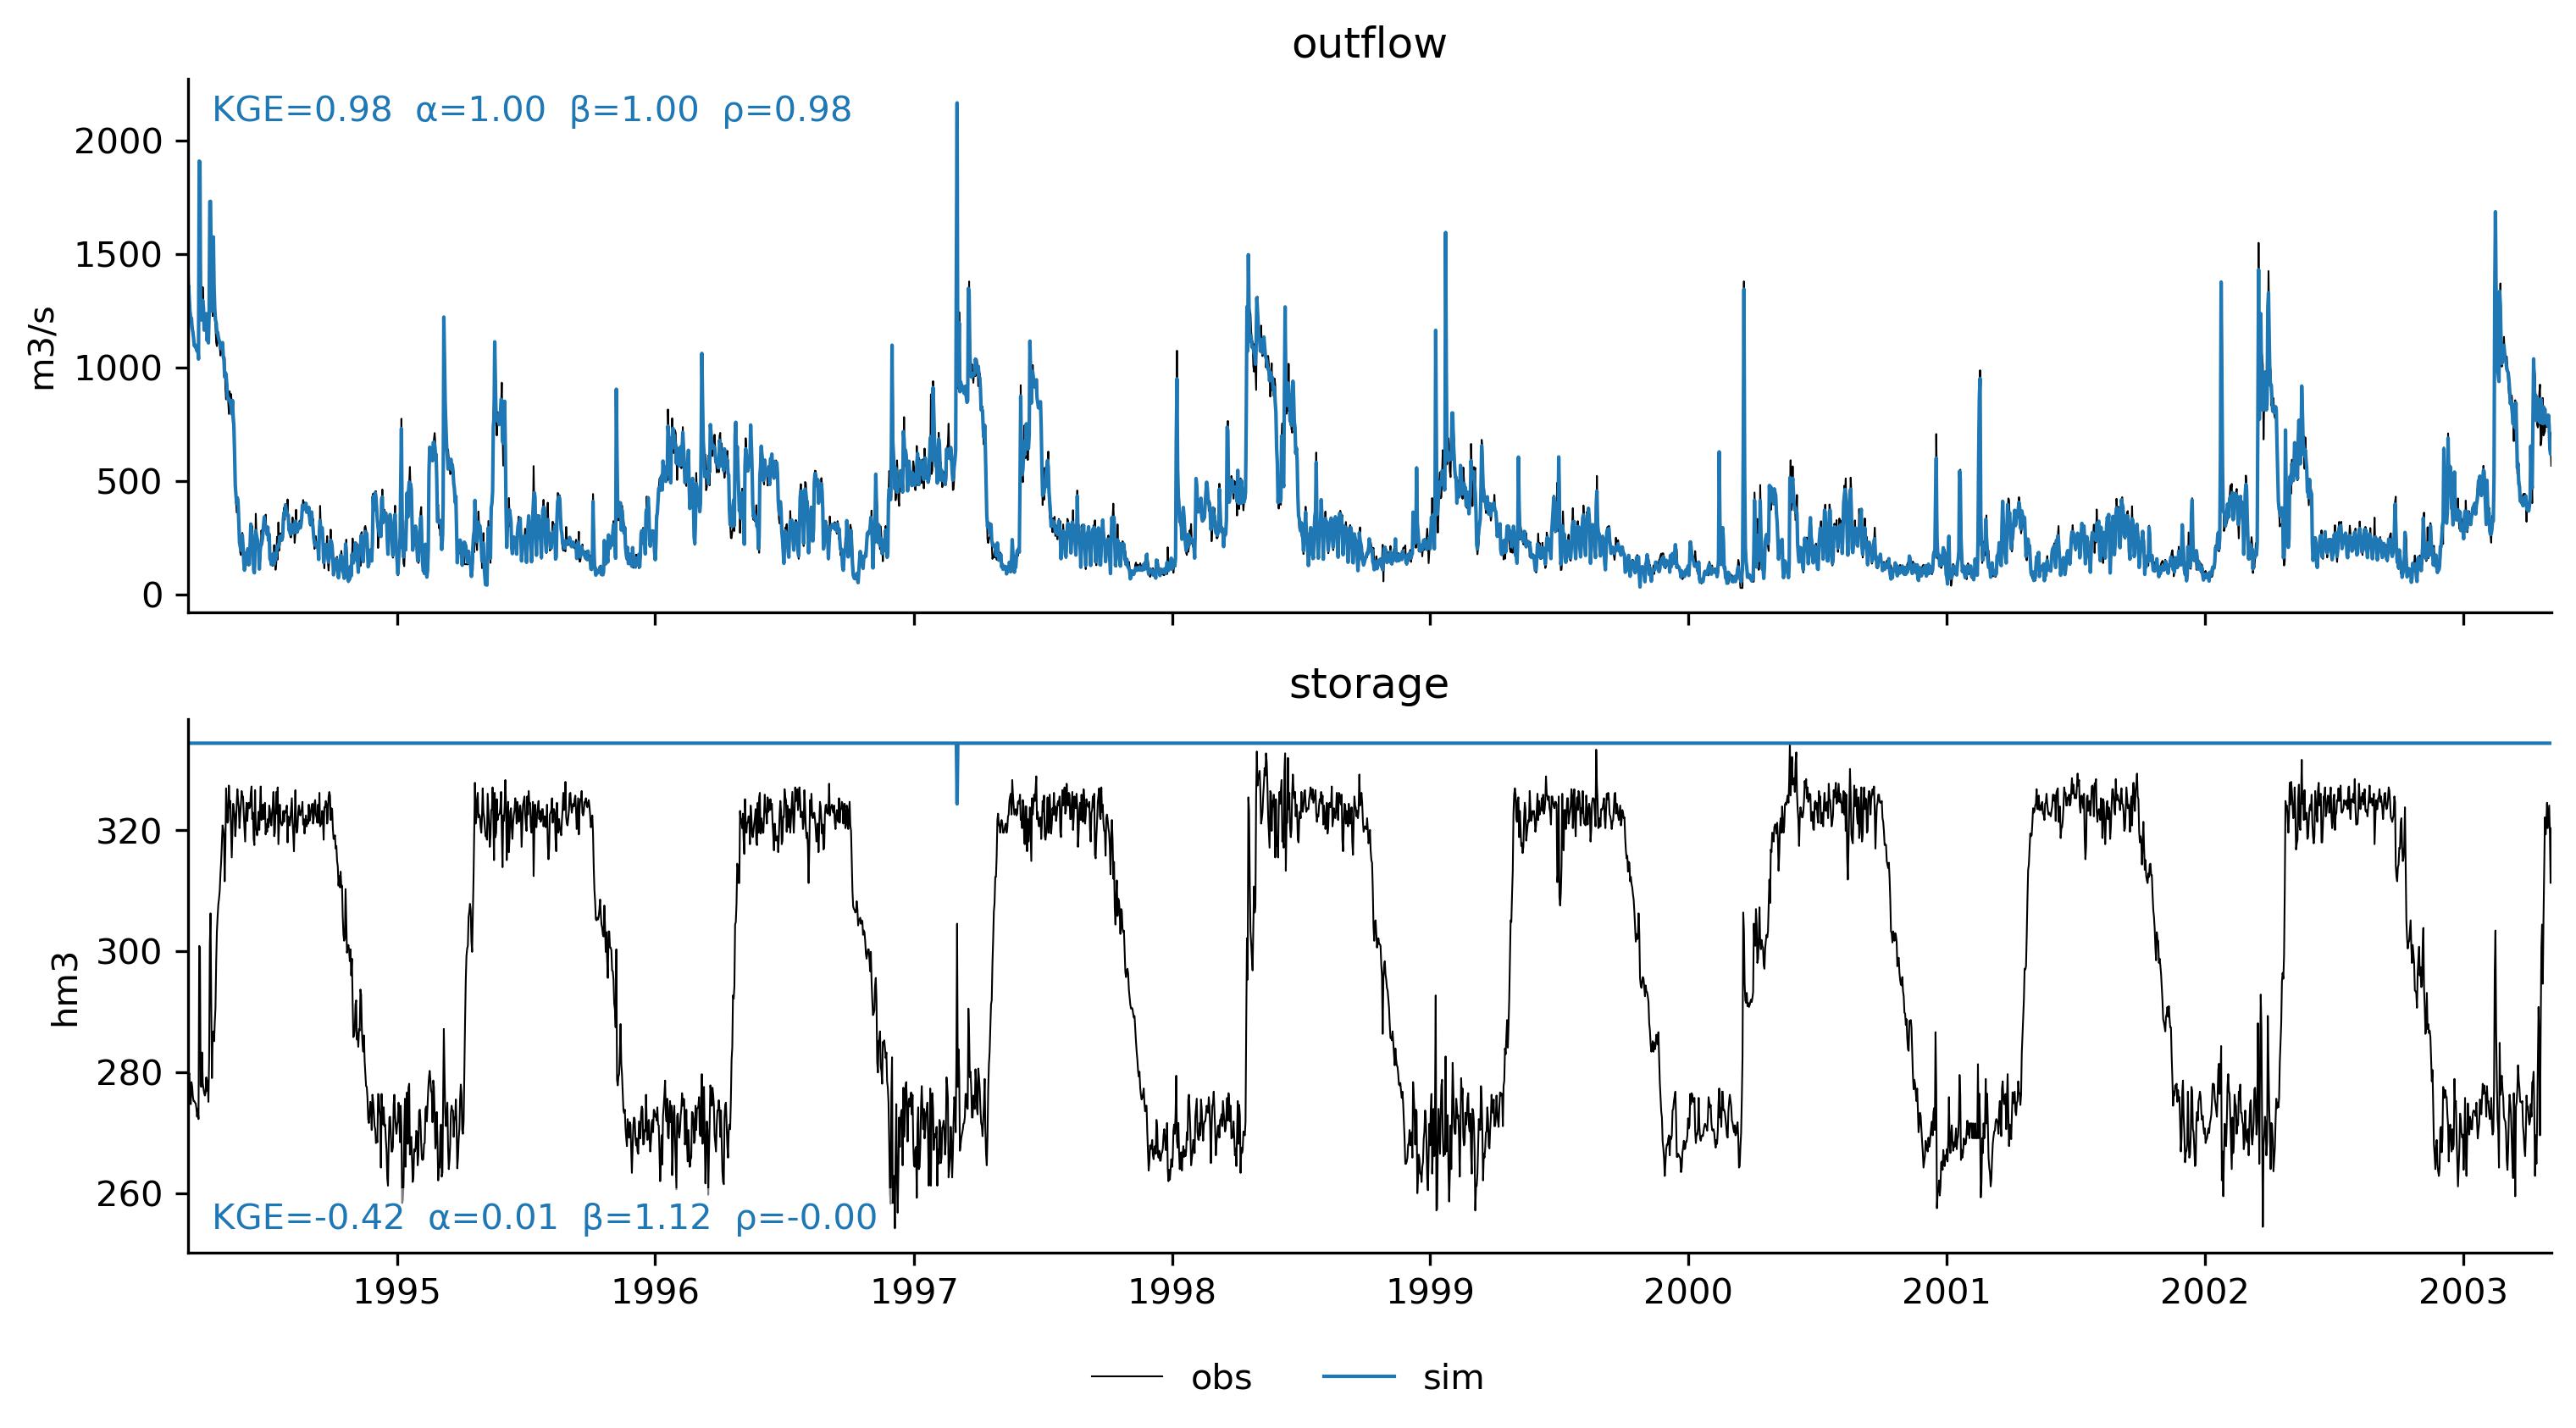 outflow
KGE=0.98 α=1.00 β=1.00 ρ=0.98
m3/s
2000
1500
1000
500
0
storage
hm3
320
300
280
260
KGE=-0.42 α=0.01 β=1.12 ρ=-0.00
1995 1996 1997 1998 1999 2000 2001 2002 2003
obs sim